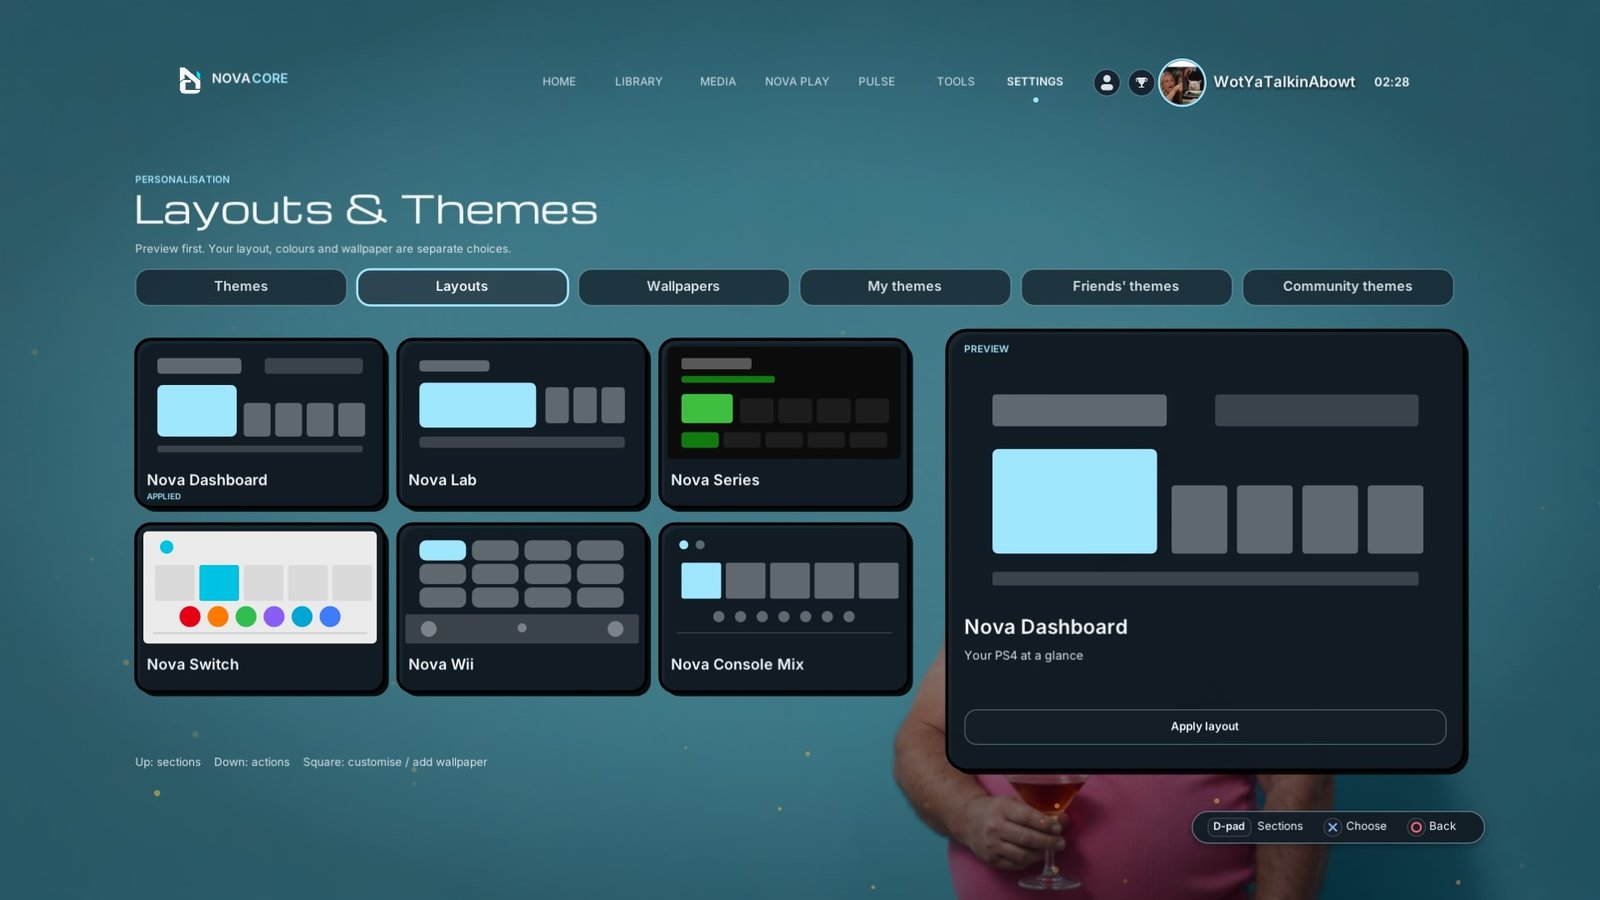 NOVACORE
HOME LIBRARY MEDIA NOVA PLAY PULSE TOOLS SETTINGS WotYaTalkinAbowt 02:28
PERSONALISATION
Layouts & Themes
Preview first. Your layout, colours and wallpaper are separate choices.
Themes Layouts Wallpapers My themes Friends' themes Community themes
Nova Dashboard
APPLIED
Nova Lab
Nova Series
Nova Switch
Nova Wii
Nova Console Mix
PREVIEW
Nova Dashboard
Your PS4 at a glance
Apply layout
Up: sections Down: actions Square: customise / add wallpaper
D-pad Sections Choose Back